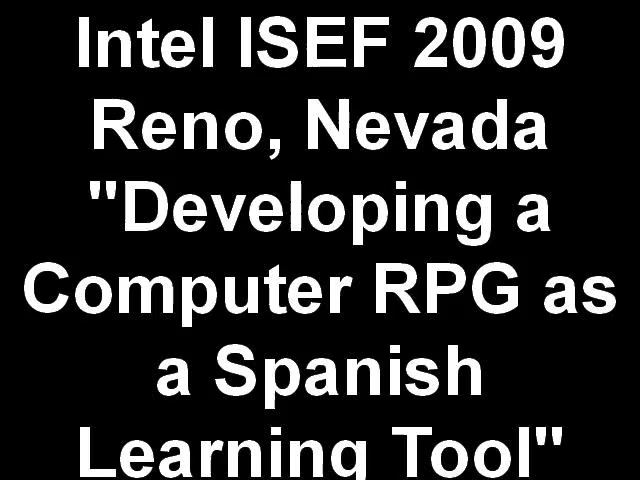 Intel ISEF 2009
Reno, Nevada
"Developing a
Computer RPG as
a Spanish
Learning Tool"